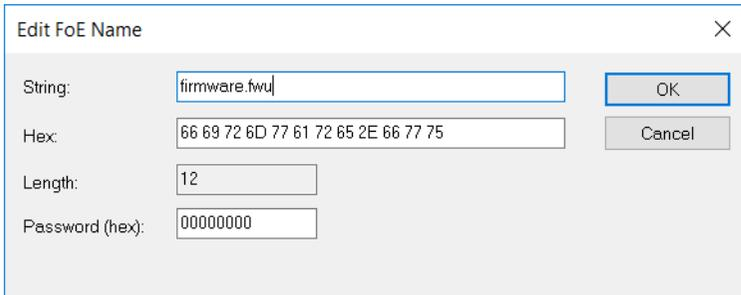 Edit FoE Name
String: firmware.fwu OK
Hex: 66 69 72 6D 77 61 72 65 2E 66 77 75 Cancel
Length: 12
Password (hex): 00000000